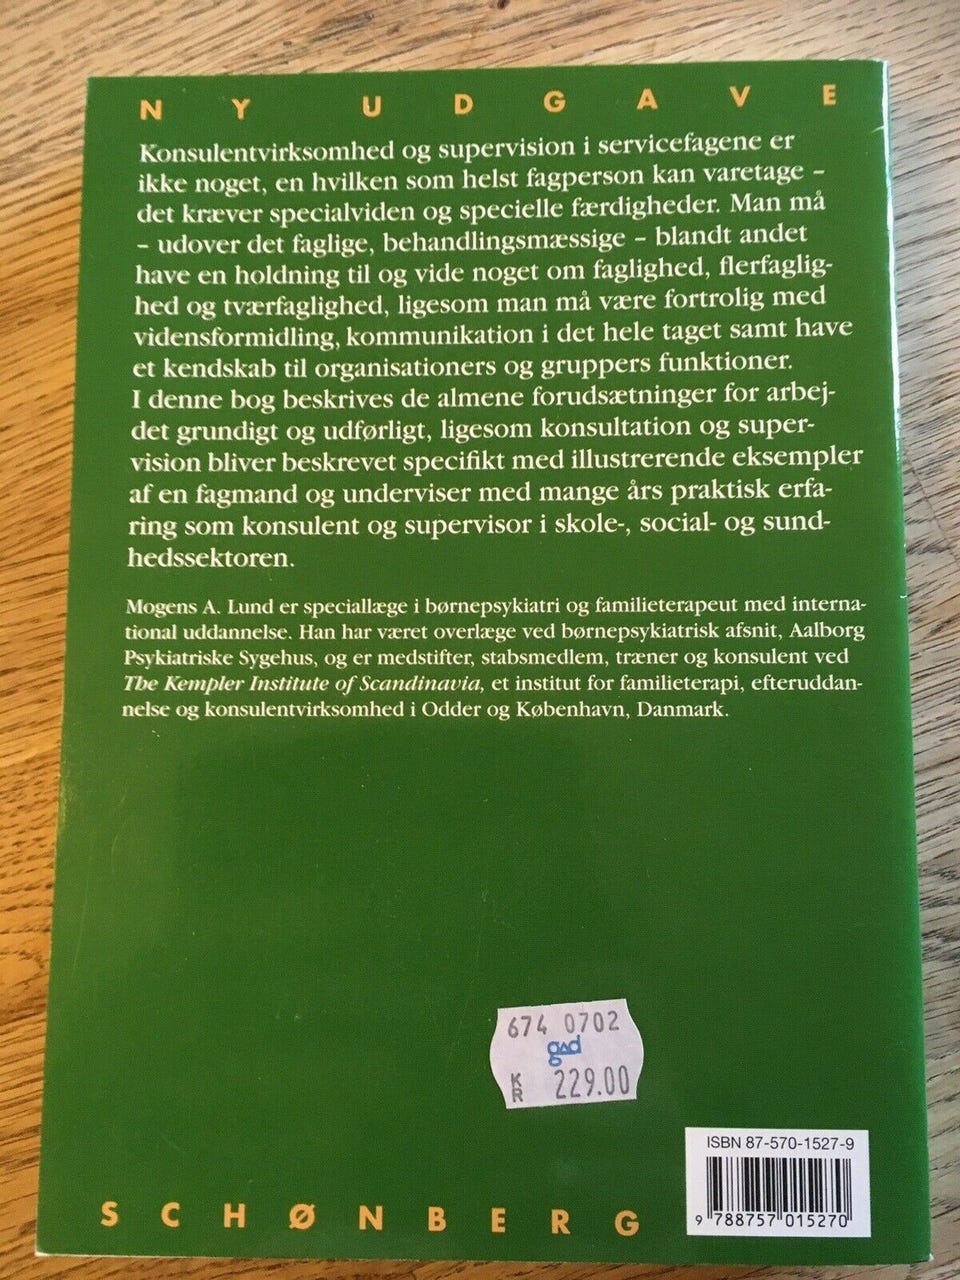 NY UDGAVE
Konsulentvirksomhed og supervision i servicefagene er
ikke noget, en hvilken som helst fagperson kan varetage –
det kræver specialviden og specielle færdigheder. Man må
– udover det faglige, behandlingsmæssige – blandt andet
have en holdning til og vide noget om faglighed, flerfaglig-
hed og tværfaglighed, ligesom man må være fortrolig med
vidensformidling, kommunikation i det hele taget samt have
et kendskab til organisationers og gruppers funktioner.
I denne bog beskrives de almene forudsætninger for arbej-
det grundigt og udførligt, ligesom konsultation og super-
vision bliver beskrevet specifikt med illustrerende eksempler
af en fagmand og underviser med mange års praktisk erfa-
ring som konsulent og supervisor i skole-, social- og sund-
hedssektoren.
Mogens A. Lund er speciallæge i børnepsykiatri og familieterapeut med interna-
tional uddannelse. Han har været overlæge ved børnepsykiatrisk afsnit, Aalborg
Psykiatriske Sygehus, og er medstifter, stabsmedlem, træner og konsulent ved
The Kempler Institute of Scandinavia, et institut for familieterapi, efteruddan-
nelse og konsulentvirksomhed i Odder og København, Danmark.
674 0702
gad
KR 229.00
ISBN 87-570-1527-9
9 788757 015270
SCHØNBERG